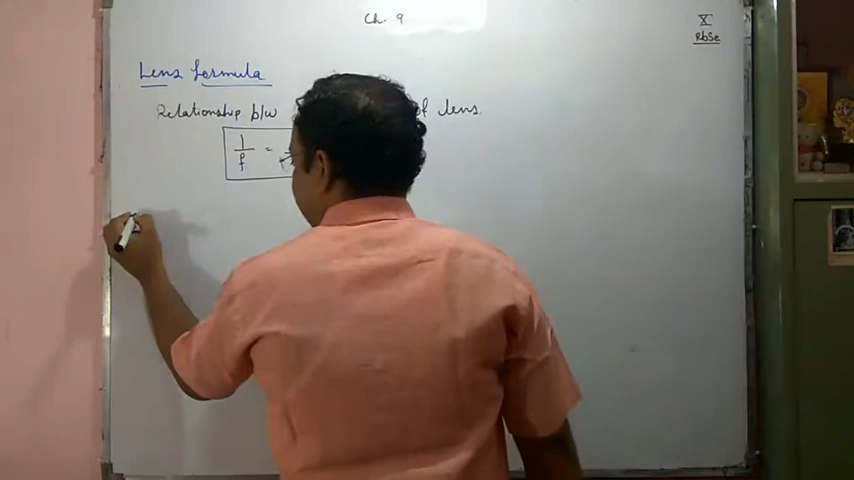 Ch. 9
X
RBSE
Lens formula
Relationship b/w of lens.
1/f =